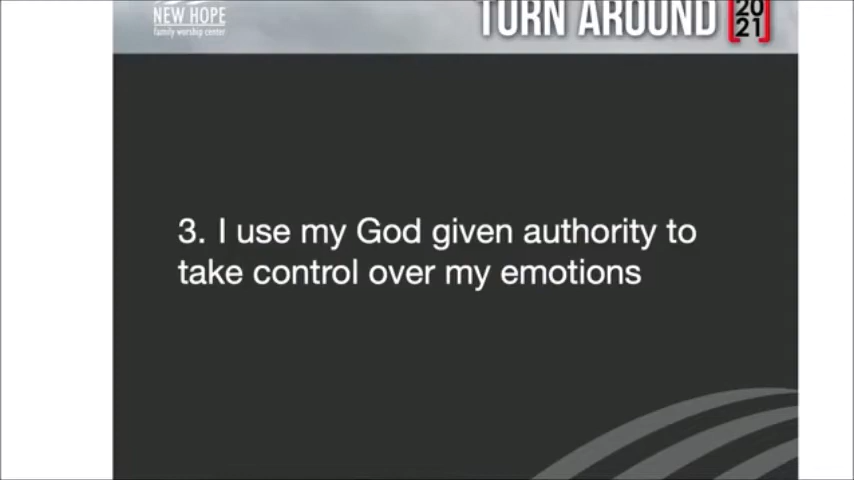 NEW HOPE
family worship center
TURN AROUND
20
21
3. I use my God given authority to
take control over my emotions